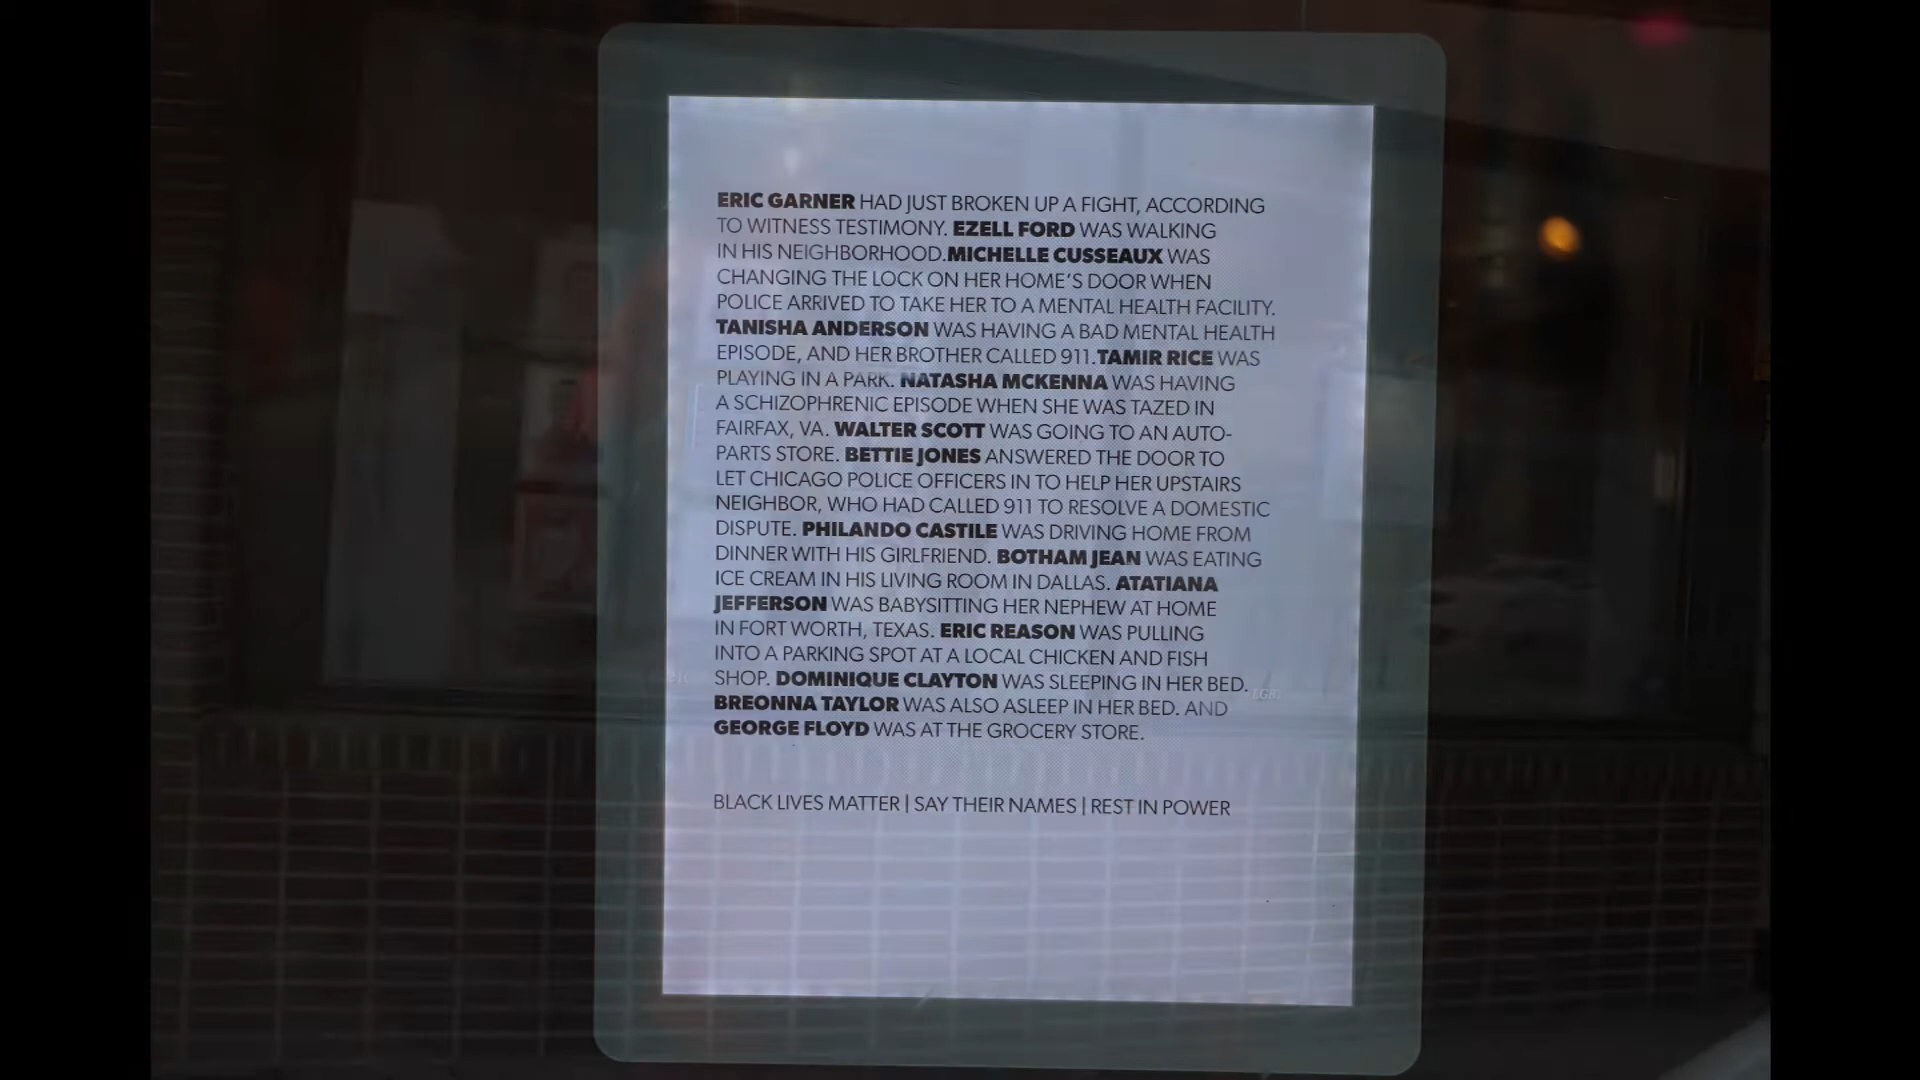 ERIC GARNER HAD JUST BROKEN UP A FIGHT, ACCORDING
TO WITNESS TESTIMONY. EZELL FORD WAS WALKING
IN HIS NEIGHBORHOOD.MICHELLE CUSSEAUX WAS
CHANGING THE LOCK ON HER HOME'S DOOR WHEN
POLICE ARRIVED TO TAKE HER TO A MENTAL HEALTH FACILITY.
TANISHA ANDERSON WAS HAVING A BAD MENTAL HEALTH
EPISODE, AND HER BROTHER CALLED 911.TAMIR RICE WAS
PLAYING IN A PARK. NATASHA MCKENNA WAS HAVING
A SCHIZOPHRENIC EPISODE WHEN SHE WAS TAZED IN
FAIRFAX, VA. WALTER SCOTT WAS GOING TO AN AUTO-
PARTS STORE. BETTIE JONES ANSWERED THE DOOR TO
LET CHICAGO POLICE OFFICERS IN TO HELP HER UPSTAIRS
NEIGHBOR, WHO HAD CALLED 911 TO RESOLVE A DOMESTIC
DISPUTE. PHILANDO CASTILE WAS DRIVING HOME FROM
DINNER WITH HIS GIRLFRIEND. BOTHAM JEAN WAS EATING
ICE CREAM IN HIS LIVING ROOM IN DALLAS. ATATIANA
JEFFERSON WAS BABYSITTING HER NEPHEW AT HOME
IN FORT WORTH, TEXAS. ERIC REASON WAS PULLING
INTO A PARKING SPOT AT A LOCAL CHICKEN AND FISH
SHOP. DOMINIQUE CLAYTON WAS SLEEPING IN HER BED.
BREONNA TAYLOR WAS ALSO ASLEEP IN HER BED. AND
GEORGE FLOYD WAS AT THE GROCERY STORE.
BLACK LIVES MATTER | SAY THEIR NAMES | REST IN POWER